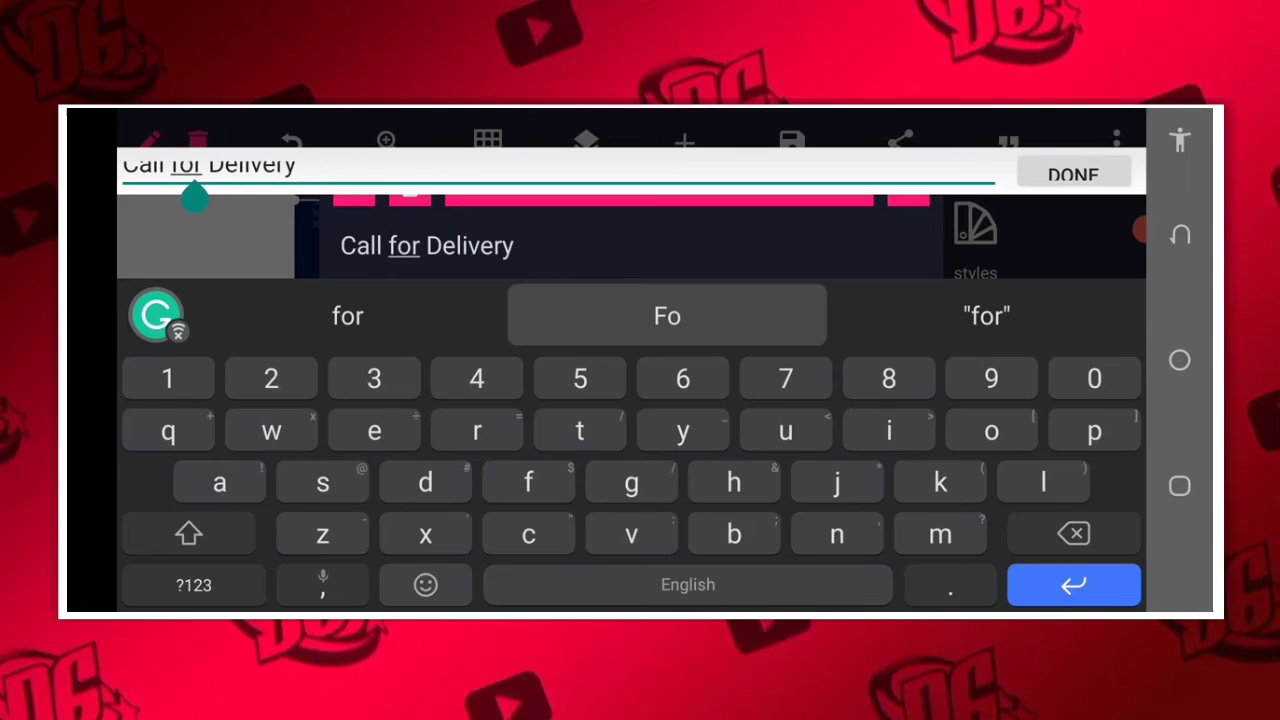 Call for Delivery
DONE
Call for Delivery
styles
for
Fo
"for"
1 2 3 4 5 6 7 8 9 0
q + w x e ÷ r = t / y _ u < i > o [ p ]
a ! s @ d # f $ g / h & j * k ( l )
z - x ' c " v : b ; n , m ?
?123
,
English
.